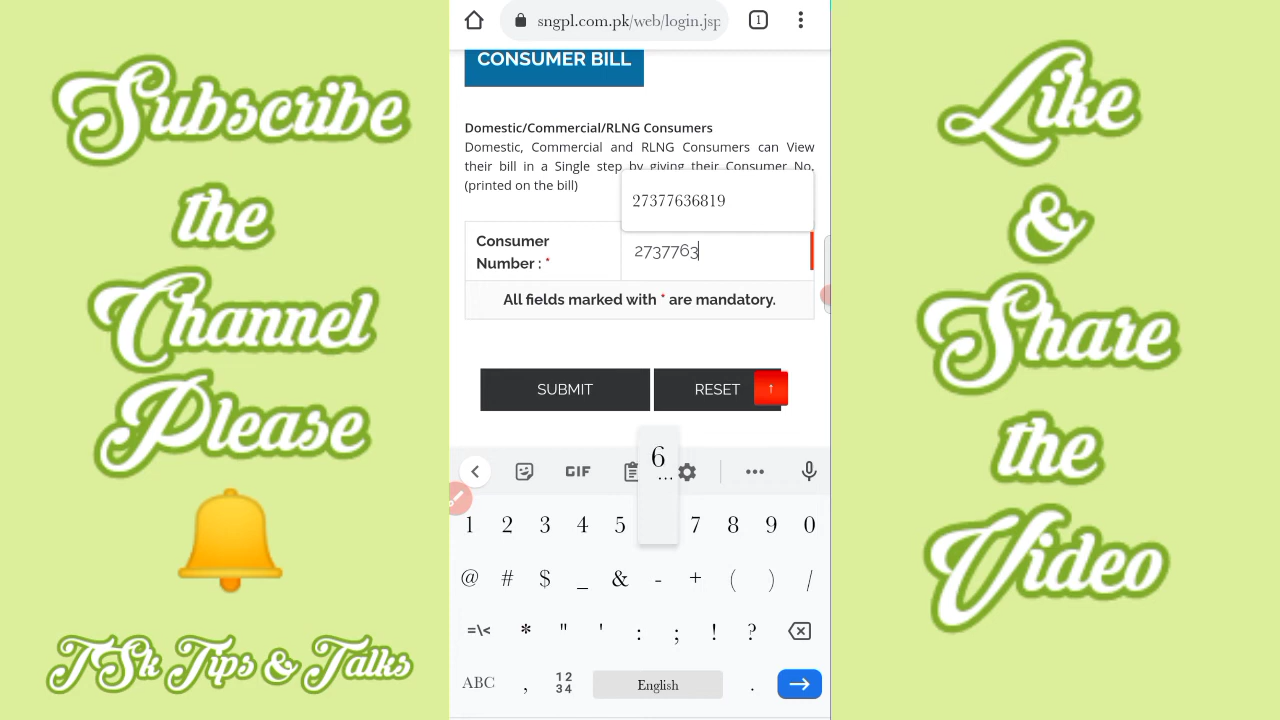 Subscribe
the
Channel
Please
TSk Tips & Talks
sngpl.com.pk/web/login.jsp
1
CONSUMER BILL
Domestic/Commercial/RLNG Consumers
Domestic, Commercial and RLNG Consumers can View
their bill in a Single step by giving their Consumer No.
(printed on the bill)
27377636819
Consumer
Number : *
2737763
All fields marked with * are mandatory.
SUBMIT
RESET
↑
6
...
GIF
1 2 3 4 5 7 8 9 0
@ # $ _ & - + ( ) /
=\< * " ' : ; ! ?
ABC , 12 34 English .
Like
&
Share
the
Video